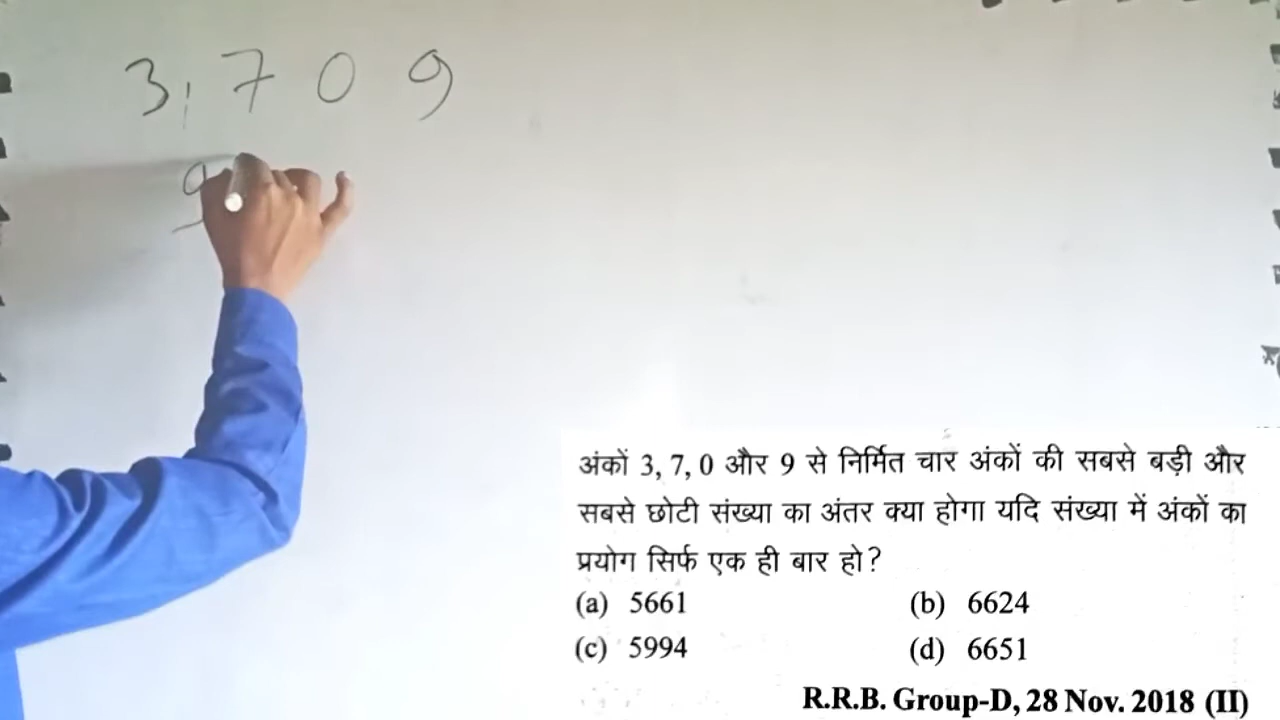 3, 7 0 9
9
अंकों 3, 7, 0 और 9 से निर्मित चार अंकों की सबसे बड़ी और
सबसे छोटी संख्या का अंतर क्या होगा यदि संख्या में अंकों का
प्रयोग सिर्फ एक ही बार हो?
(a) 5661 (b) 6624
(c) 5994 (d) 6651
R.R.B. Group-D, 28 Nov. 2018 (II)